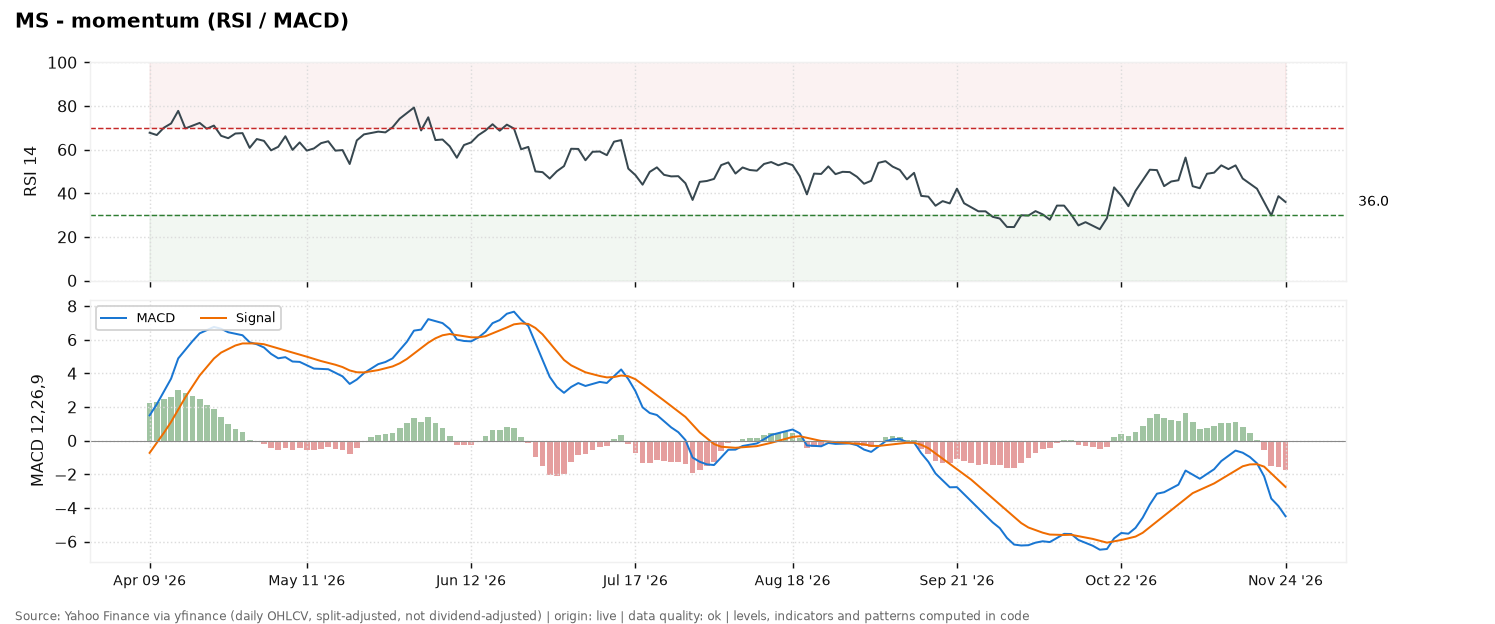 MS - momentum (RSI / MACD)
100
80
60
40
20
0
RSI 14
36.0
8
6
4
2
0
−2
−4
−6
MACD 12,26,9
MACD
Signal
Apr 09 '26
May 11 '26
Jun 12 '26
Jul 17 '26
Aug 18 '26
Sep 21 '26
Oct 22 '26
Nov 24 '26
Source: Yahoo Finance via yfinance (daily OHLCV, split-adjusted, not dividend-adjusted) | origin: live | data quality: ok | levels, indicators and patterns computed in code